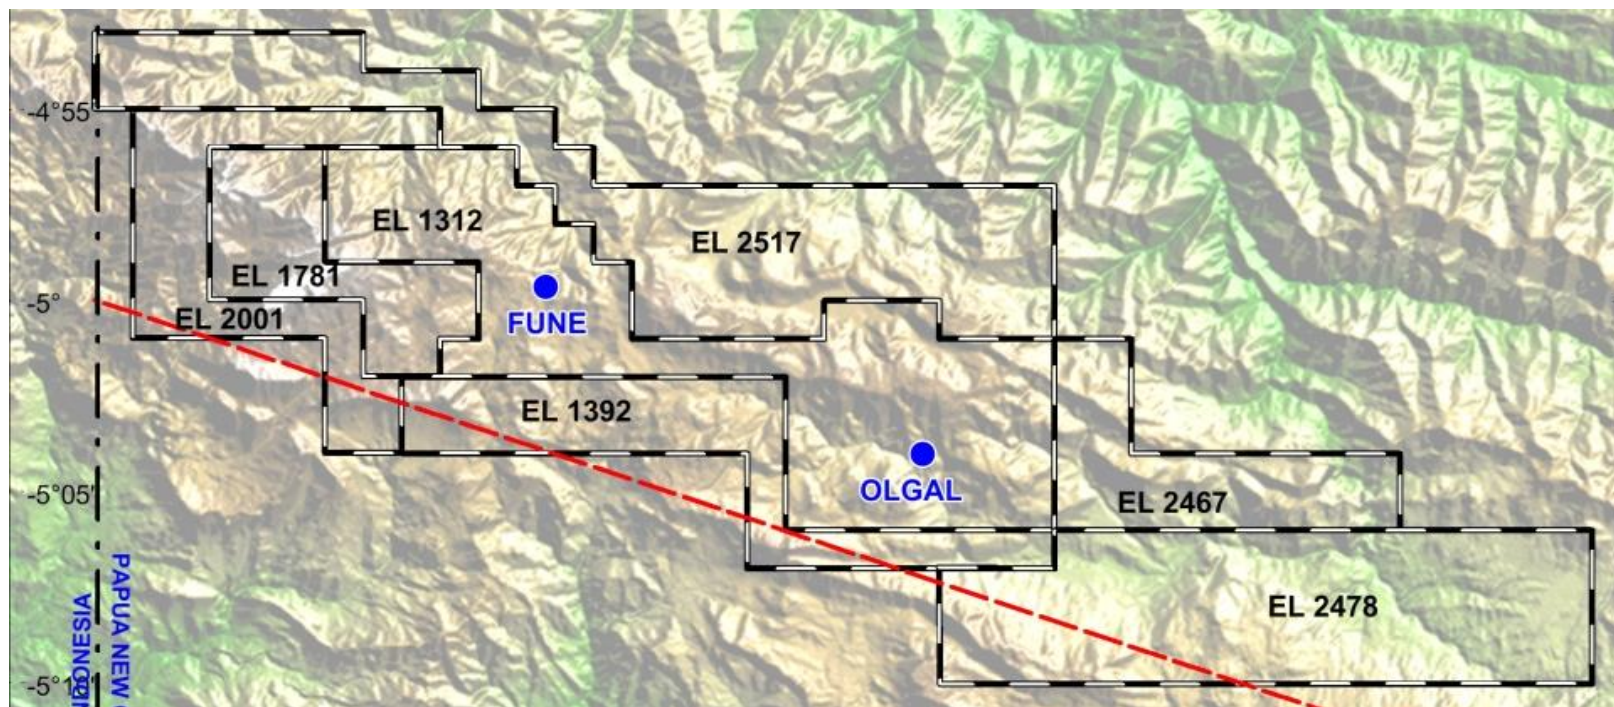 -4°55'
EL 1312
EL 2517
EL 1781
-5°
EL 2001
FUNE
EL 1392
-5°05'
OLGAL
EL 2467
EL 2478
PAPUA NEW